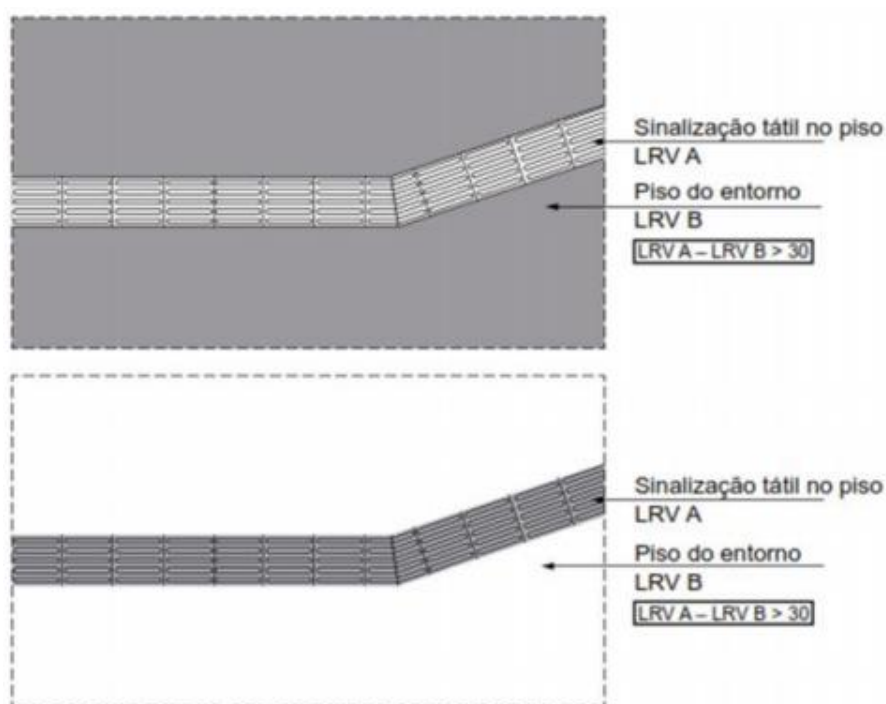 Sinalização tátil no piso
LRV A
Piso do entorno
LRV B
LRV A – LRV B > 30
Sinalização tátil no piso
LRV A
Piso do entorno
LRV B
LRV A – LRV B > 30